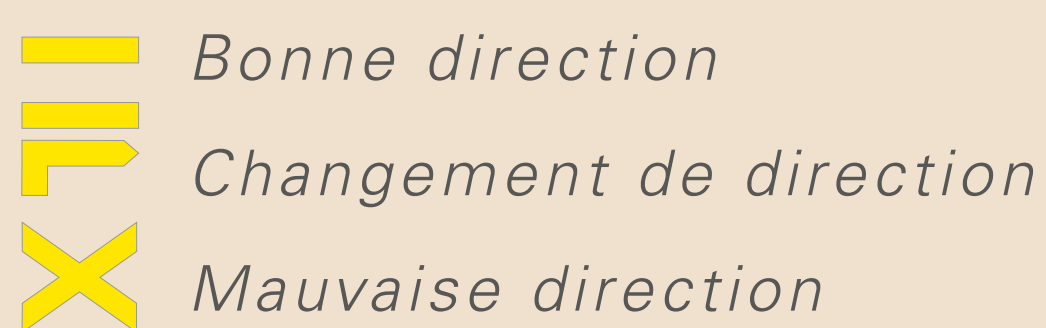 Bonne direction
Changement de direction
Mauvaise direction